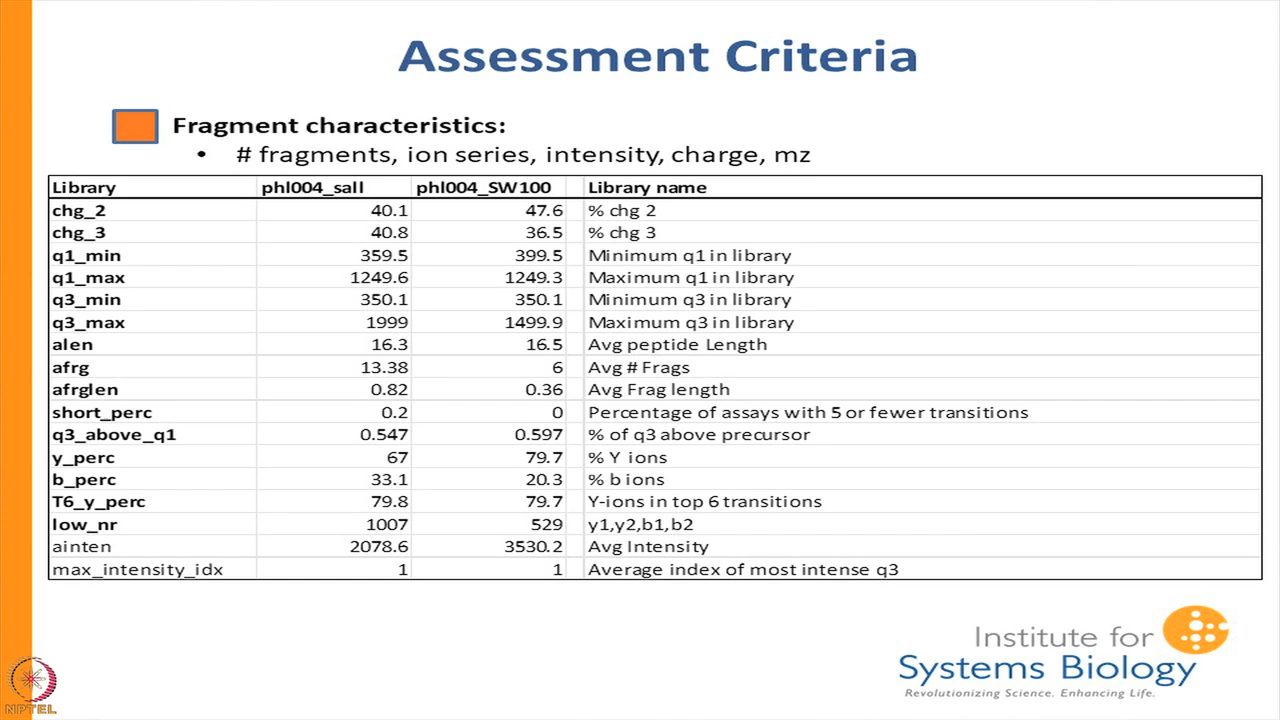 Assessment Criteria
Fragment characteristics:
• # fragments, ion series, intensity, charge, mz
Library phl004_sall phl004_SW100 Library name
chg_2 40.1 47.6 % chg 2
chg_3 40.8 36.5 % chg 3
q1_min 359.5 399.5 Minimum q1 in library
q1_max 1249.6 1249.3 Maximum q1 in library
q3_min 350.1 350.1 Minimum q3 in library
q3_max 1999 1499.9 Maximum q3 in library
alen 16.3 16.5 Avg peptide Length
afrg 13.38 6 Avg # Frags
afrglen 0.82 0.36 Avg Frag length
short_perc 0.2 0 Percentage of assays with 5 or fewer transitions
q3_above_q1 0.547 0.597 % of q3 above precursor
y_perc 67 79.7 % Y ions
b_perc 33.1 20.3 % b ions
T6_y_perc 79.8 79.7 Y-ions in top 6 transitions
low_nr 1007 529 y1,y2,b1,b2
ainten 2078.6 3530.2 Avg Intensity
max_intensity_idx 1 1 Average index of most intense q3
Institute for
Systems Biology
Revolutionizing Science. Enhancing Life.
NPTEL